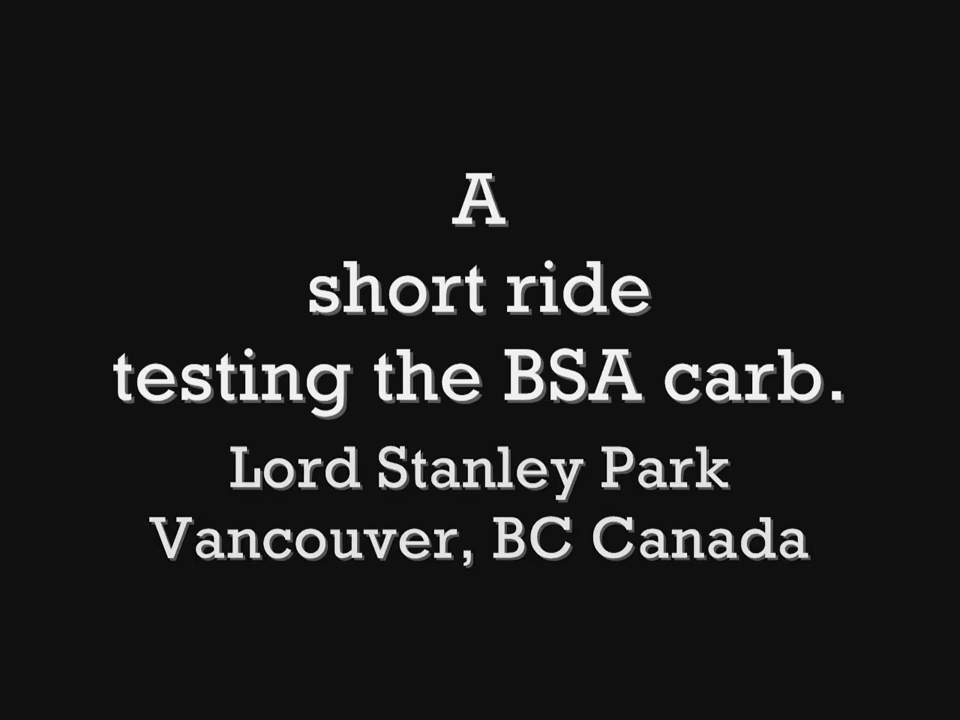 A
short ride
testing the BSA carb.
Lord Stanley Park
Vancouver, BC Canada